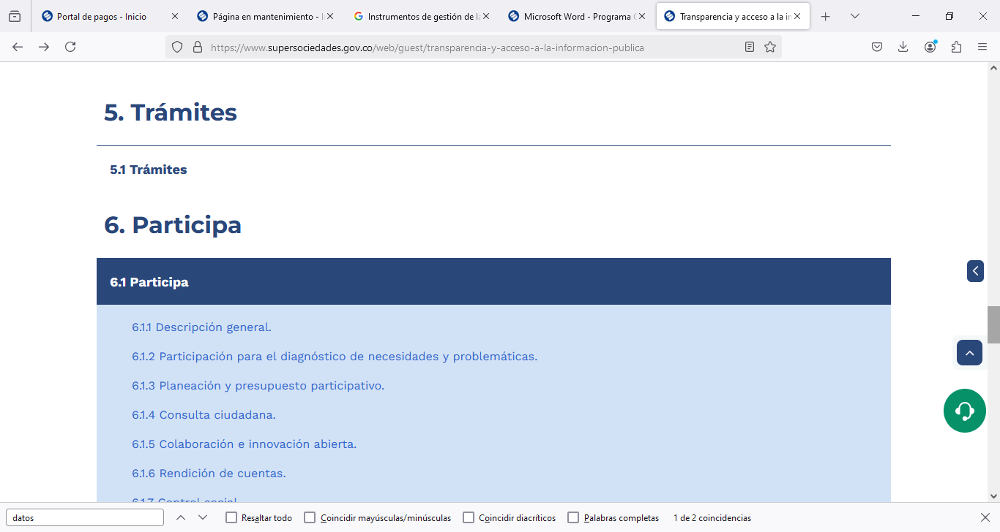 Portal de pagos - Inicio
Página en mantenimiento - I
Instrumentos de gestión de l
Microsoft Word - Programa
Transparencia y acceso a la in
https://www.supersociedades.gov.co/web/guest/transparencia-y-acceso-a-la-informacion-publica
5. Trámites
5.1 Trámites
6. Participa
6.1 Participa
6.1.1 Descripción general.
6.1.2 Participación para el diagnóstico de necesidades y problemáticas.
6.1.3 Planeación y presupuesto participativo.
6.1.4 Consulta ciudadana.
6.1.5 Colaboración e innovación abierta.
6.1.6 Rendición de cuentas.
6.1.7 Control social
datos
Resaltar todo
Coincidir mayúsculas/minúsculas
Coincidir diacríticos
Palabras completas
1 de 2 coincidencias